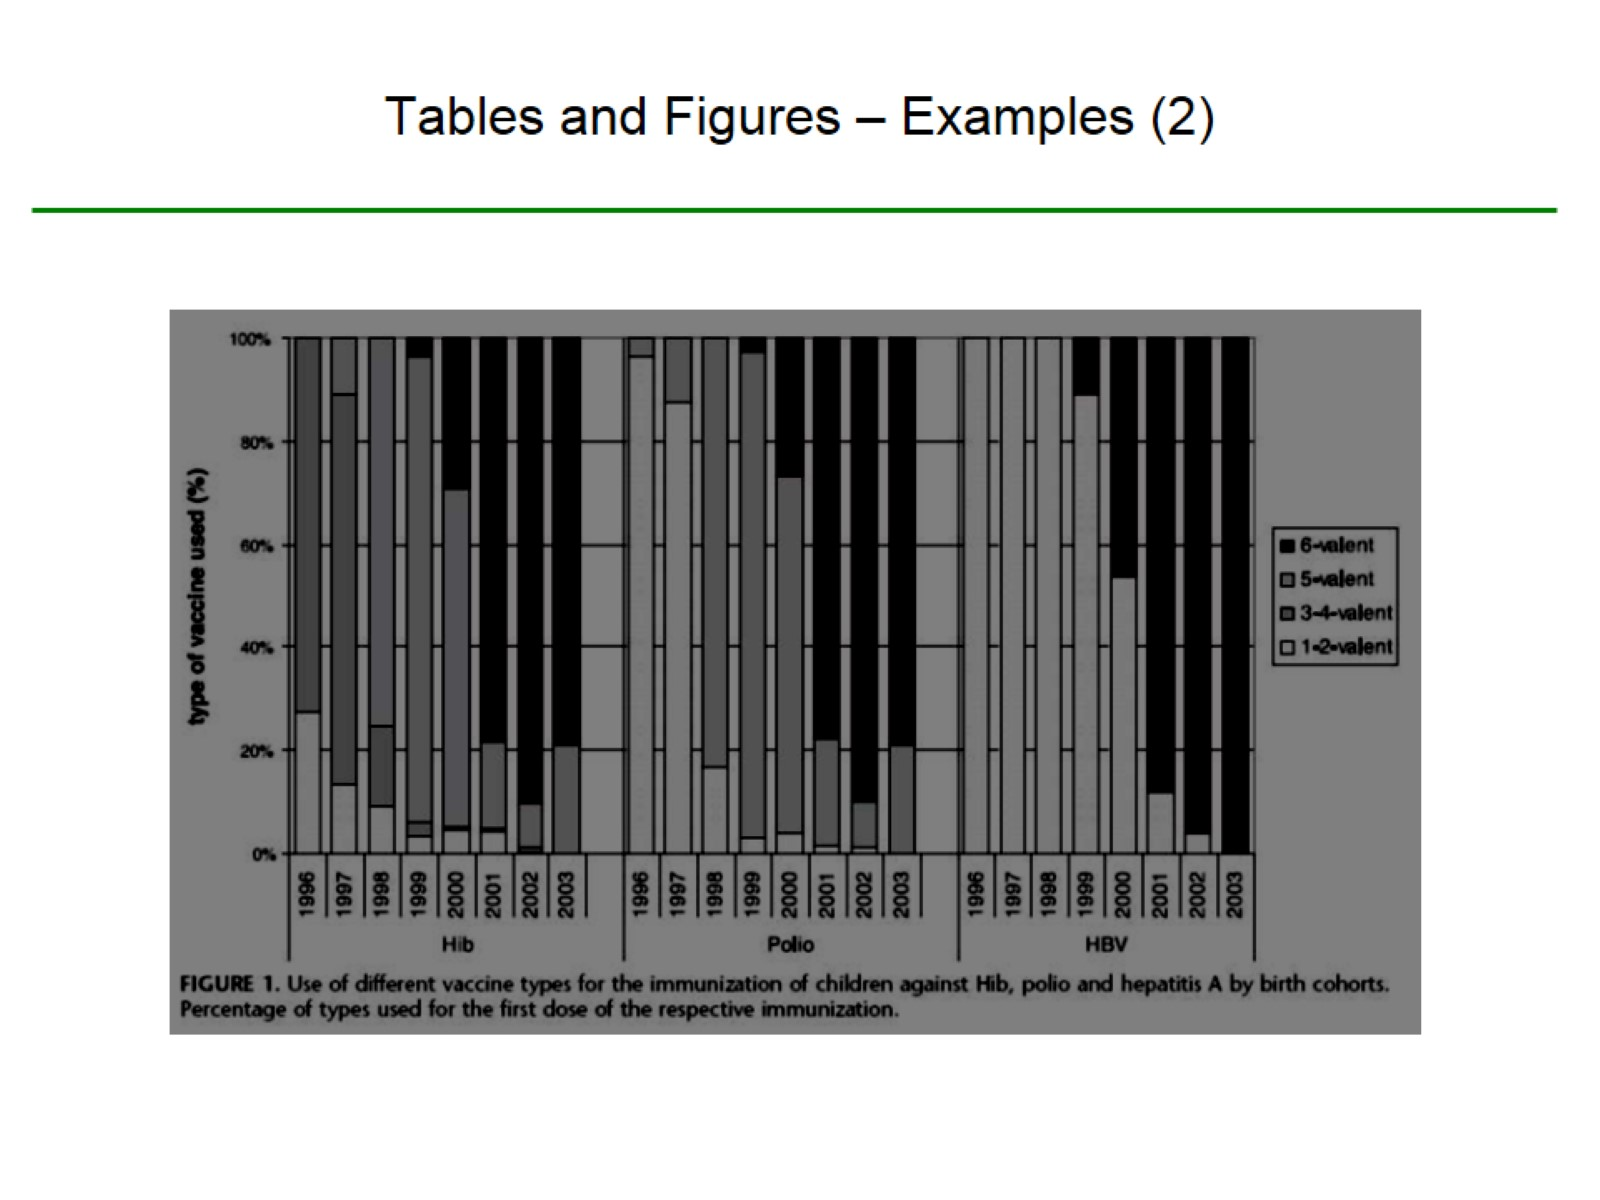 Tables and Figures – Examples (2)
100%
80%
60%
40%
20%
0%
type of vaccine used (%)
6-valent
5-valent
3-4-valent
1-2-valent
1996 1997 1998 1999 2000 2001 2002 2003 1996 1997 1998 1999 2000 2001 2002 2003 1996 1997 1998 1999 2000 2001 2002 2003
Hib Polio HBV
FIGURE 1. Use of different vaccine types for the immunization of children against Hib, polio and hepatitis A by birth cohorts.
Percentage of types used for the first dose of the respective immunization.